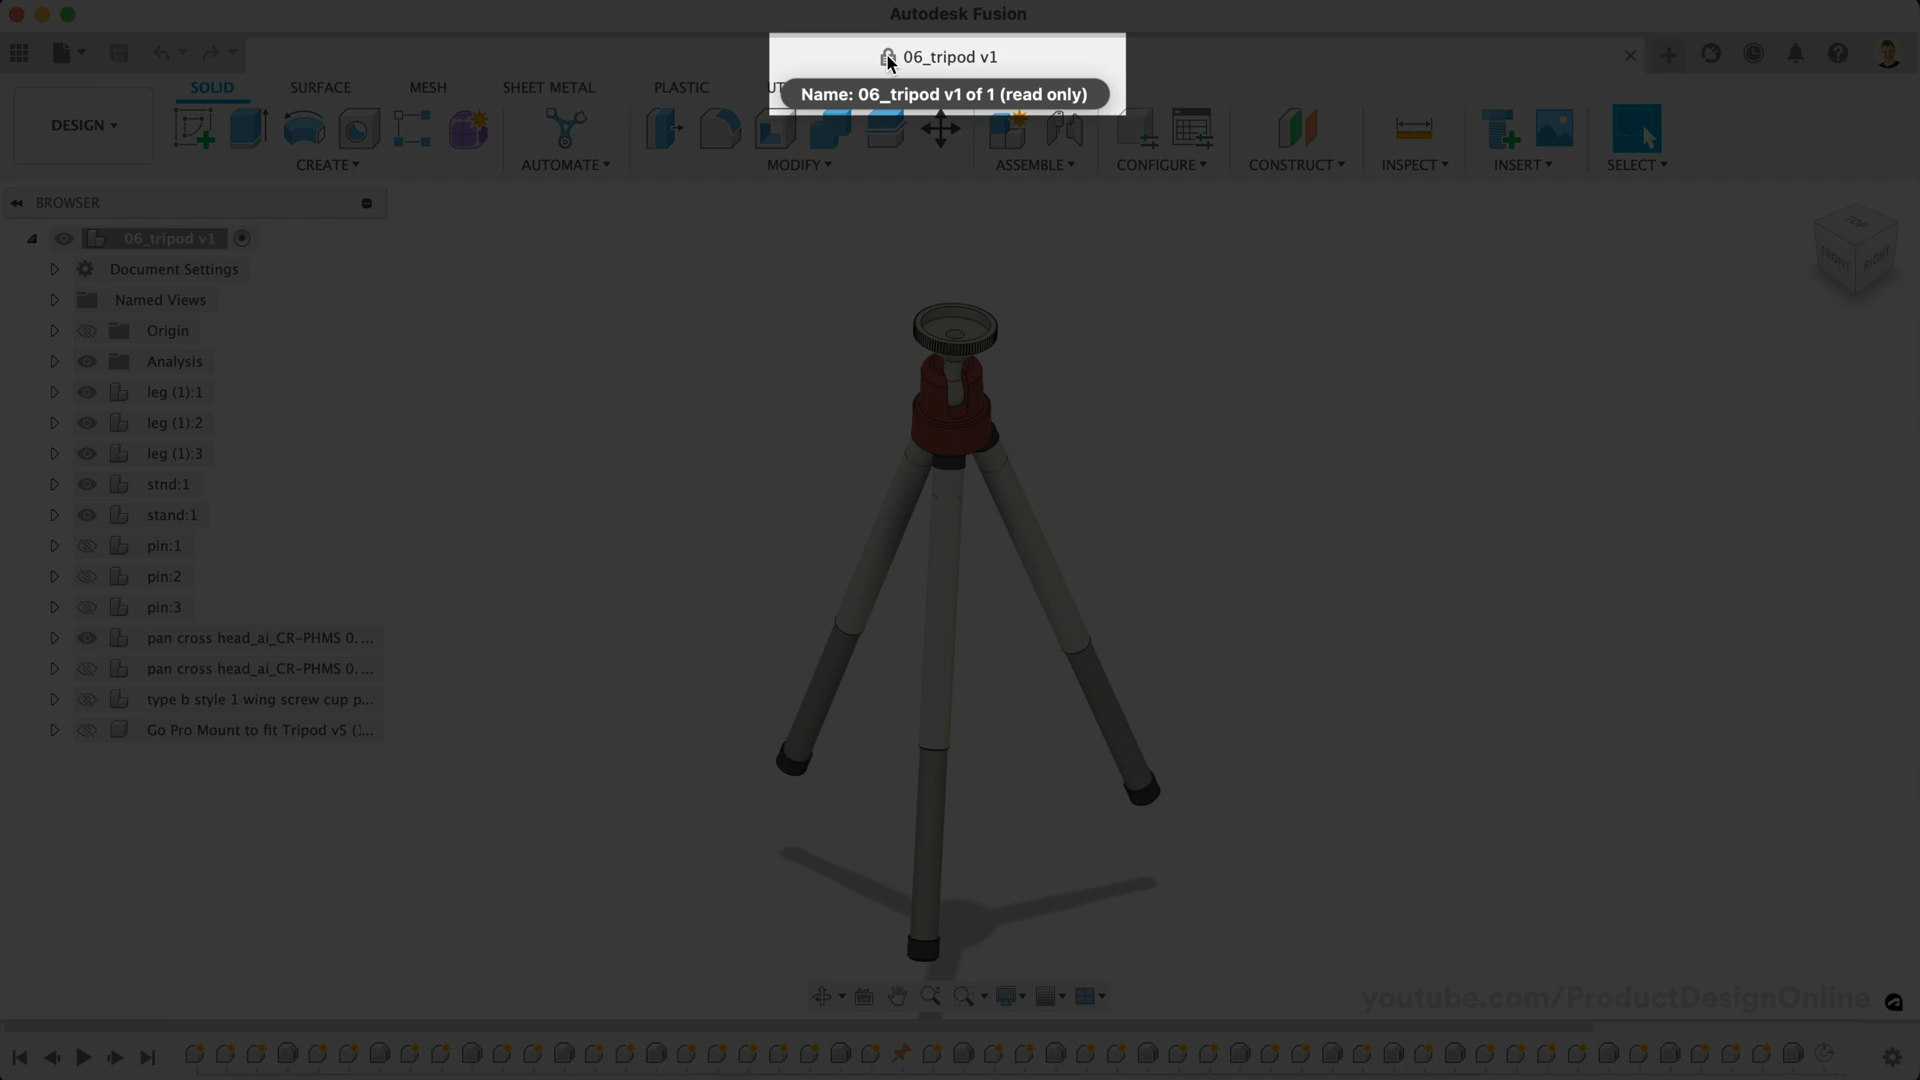 Autodesk Fusion
06_tripod v1
Name: 06_tripod v1 of 1 (read only)
SOLID
SURFACE
MESH
SHEET METAL
PLASTIC
DESIGN
CREATE
AUTOMATE
MODIFY
ASSEMBLE
CONFIGURE
CONSTRUCT
INSPECT
INSERT
SELECT
BROWSER
06_tripod v1
Document Settings
Named Views
Origin
Analysis
leg (1):1
leg (1):2
leg (1):3
stnd:1
stand:1
pin:1
pin:2
pin:3
pan cross head_ai_CR-PHMS 0....
pan cross head_ai_CR-PHMS 0....
type b style 1 wing screw cup p...
Go Pro Mount to fit Tripod v5 (1...
TOP
FRONT
RIGHT
youtube.com/ProductDesignOnline